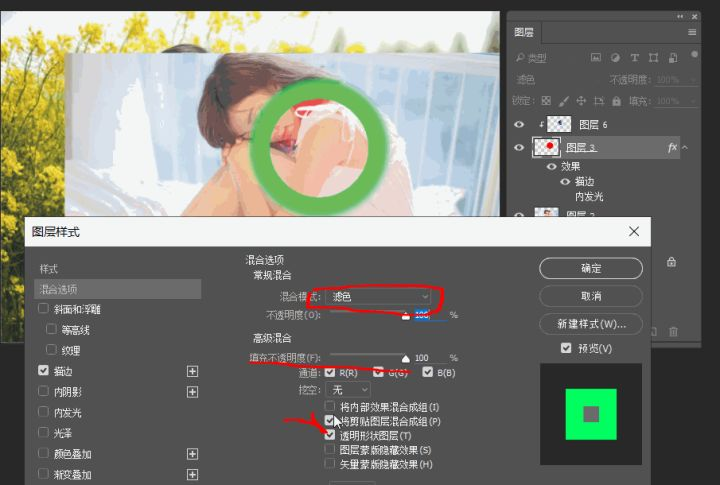 图层
类型
滤色
不透明度: 100%
锁定:
填充: 100%
图层 6
图层 3
fx
效果
描边
内发光
图层样式
样式
混合选项
斜面和浮雕
等高线
纹理
描边
内阴影
内发光
光泽
颜色叠加
渐变叠加
混合选项
常规混合
混合模式: 滤色
不透明度(O): 100 %
高级混合
填充不透明度(F): 100 %
通道: R(R) G(G) B(B)
挖空: 无
将内部效果混合成组(I)
将剪贴图层混合成组(P)
透明形状图层(T)
图层蒙版隐藏效果(S)
矢量蒙版隐藏效果(H)
确定
取消
新建样式(W)...
预览(V)